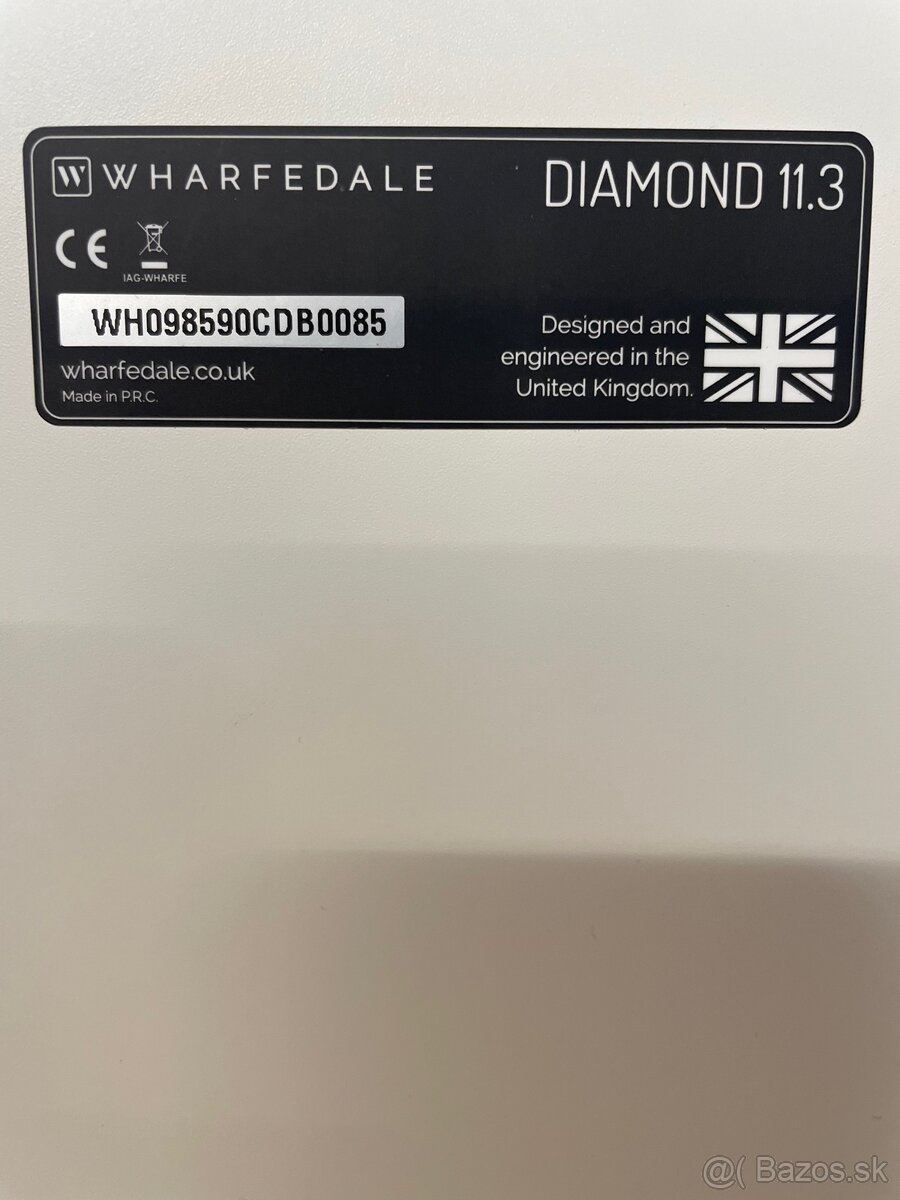 W WHARFEDALE
DIAMOND 11.3
CE
IAG-WHARFE
WH098590CDB0085
wharfedale.co.uk
Made in P.R.C.
Designed and
engineered in the
United Kingdom.
@( Bazos.sk